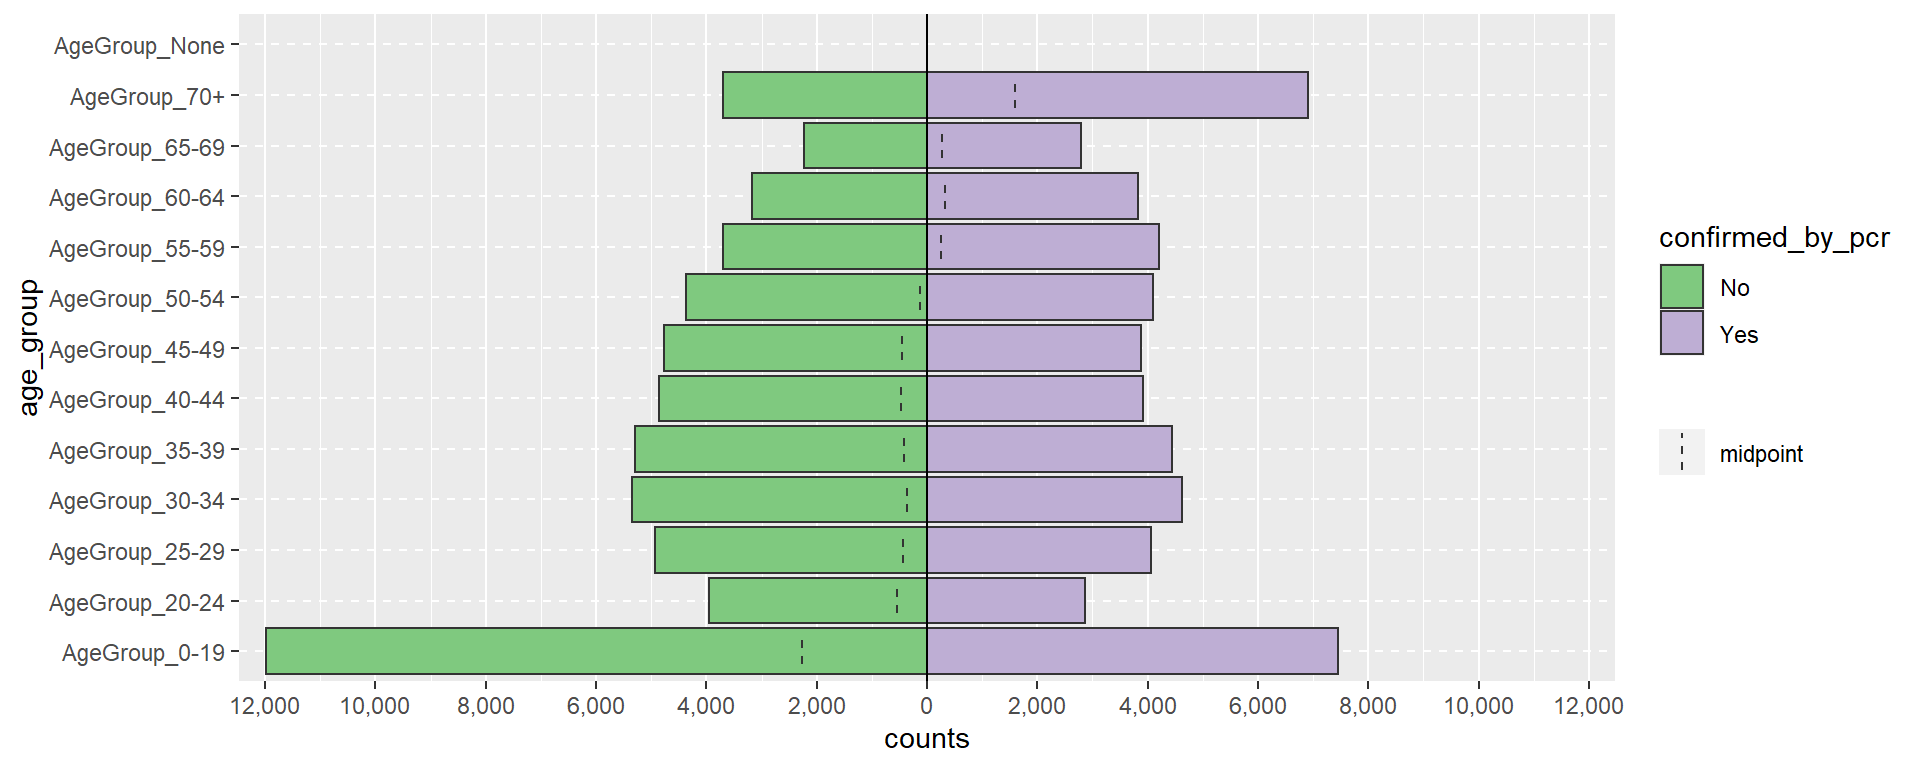 AgeGroup_None
AgeGroup_70+
AgeGroup_65-69
AgeGroup_60-64
AgeGroup_55-59
AgeGroup_50-54
AgeGroup_45-49
AgeGroup_40-44
AgeGroup_35-39
AgeGroup_30-34
AgeGroup_25-29
AgeGroup_20-24
AgeGroup_0-19
age_group
12,000 10,000 8,000 6,000 4,000 2,000 0 2,000 4,000 6,000 8,000 10,000 12,000
counts
confirmed_by_pcr
No
Yes
midpoint